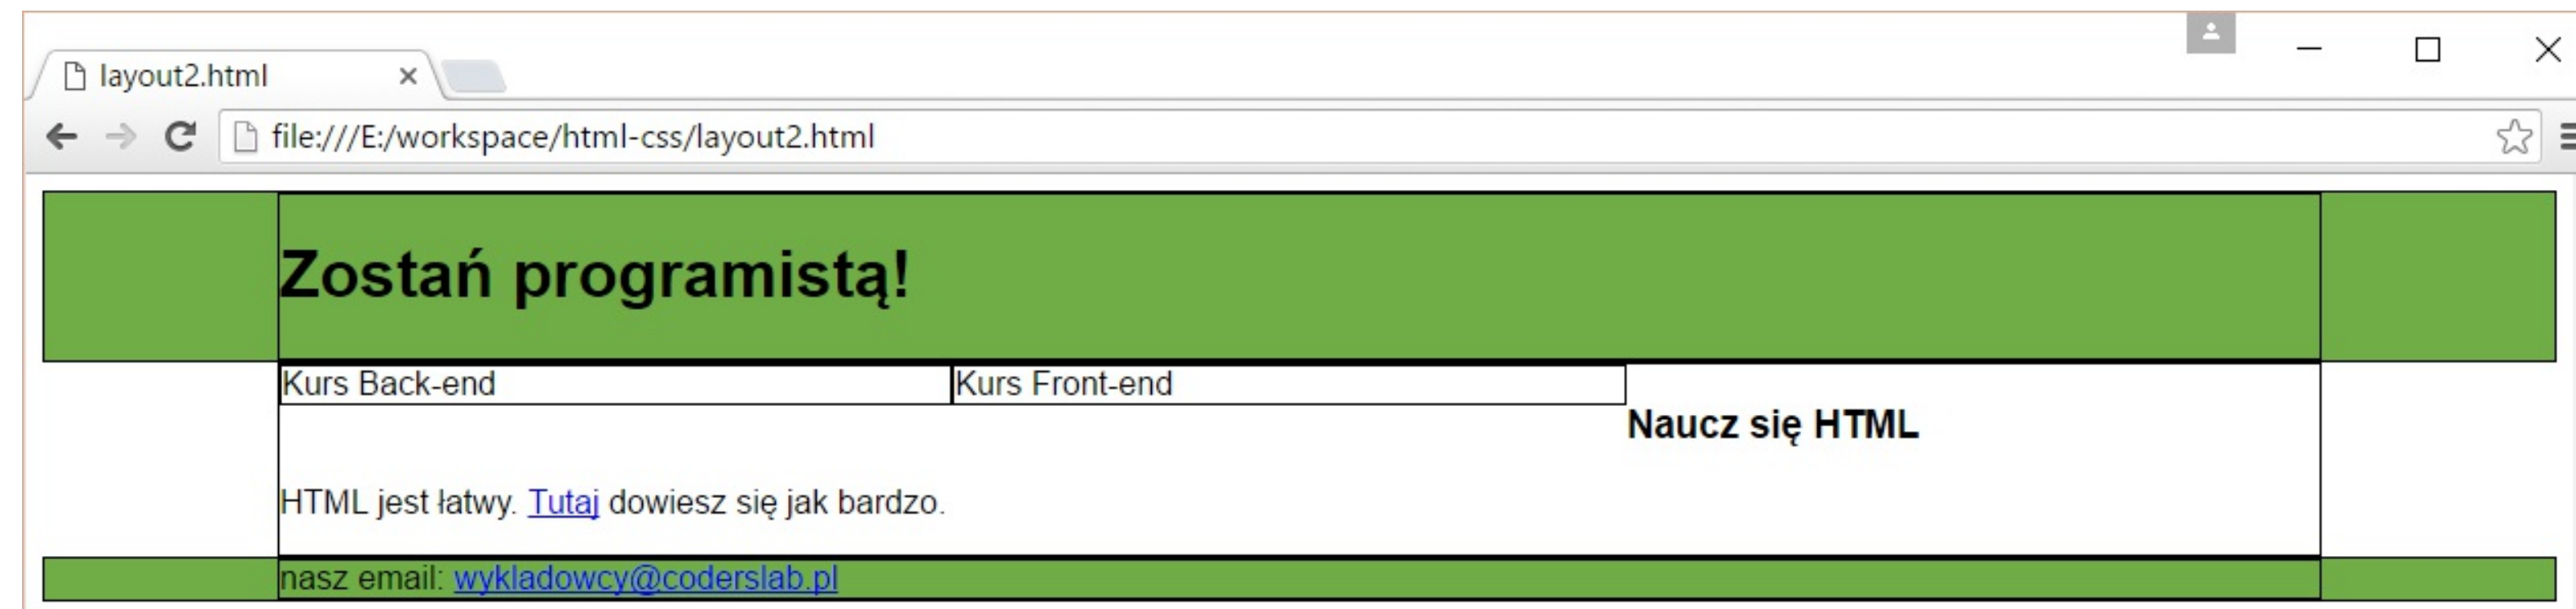 layout2.html
file:///E:/workspace/html-css/layout2.html
Zostań programistą!
Kurs Back-end
Kurs Front-end
Naucz się HTML
HTML jest łatwy. Tutaj dowiesz się jak bardzo.
nasz email: wykladowcy@coderslab.pl